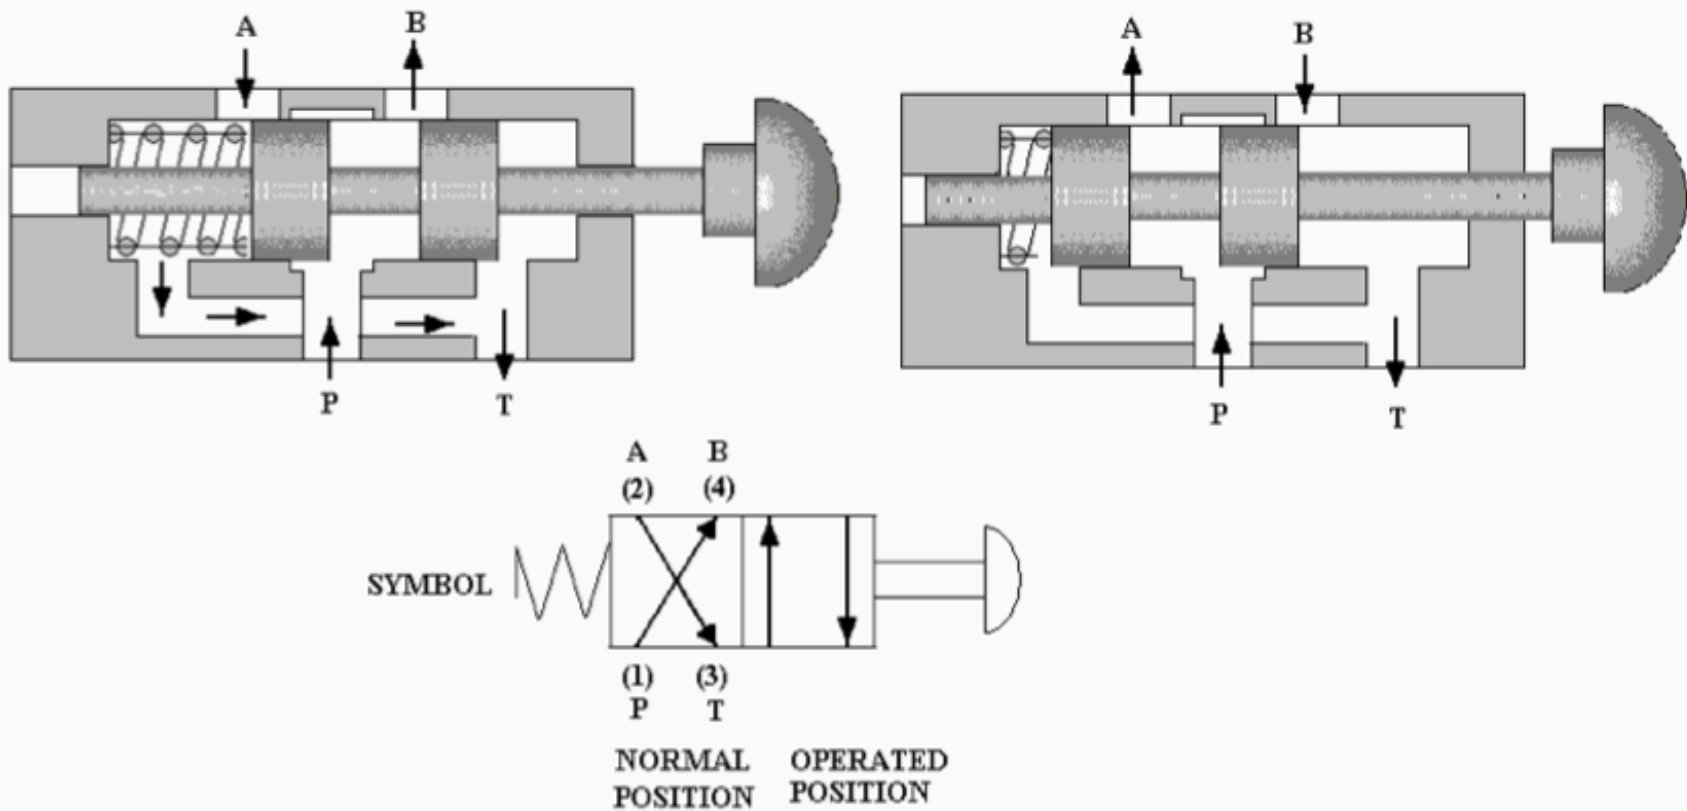 A B
A B
P T
P T
A B
(2) (4)
SYMBOL
(1) (3)
P T
NORMAL OPERATED
POSITION POSITION